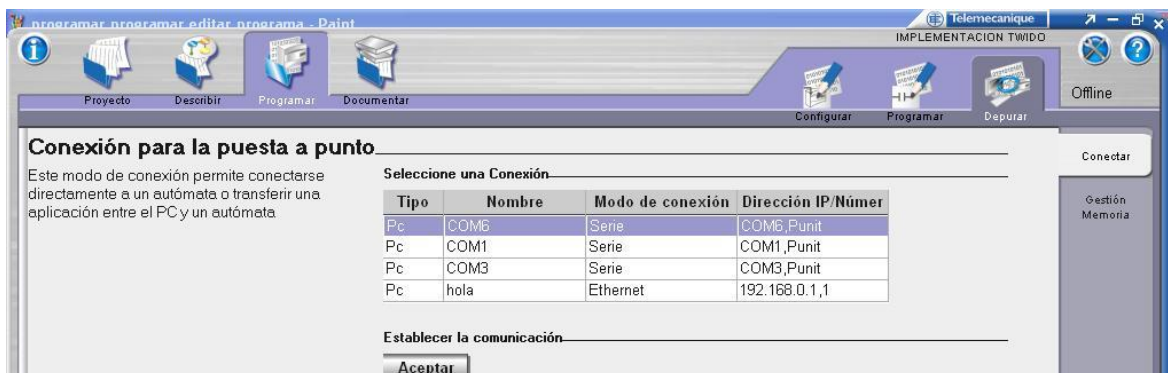 programar programar editar programa - Paint
Telemecanique
IMPLEMENTACION TWIDO
Proyecto
Describir
Programar
Documentar
Configurar
Programar
Depurar
Offline
Conexión para la puesta a punto
Este modo de conexión permite conectarse
directamente a un autómata o transferir una
aplicación entre el PC y un autómata
Seleccione una Conexión
Tipo Nombre Modo de conexión Dirección IP/Númer
Pc COM6 Serie COM6,Punit
Pc COM1 Serie COM1,Punit
Pc COM3 Serie COM3,Punit
Pc hola Ethernet 192.168.0.1,1
Establecer la comunicación
Aceptar
Conectar
Gestión
Memoria